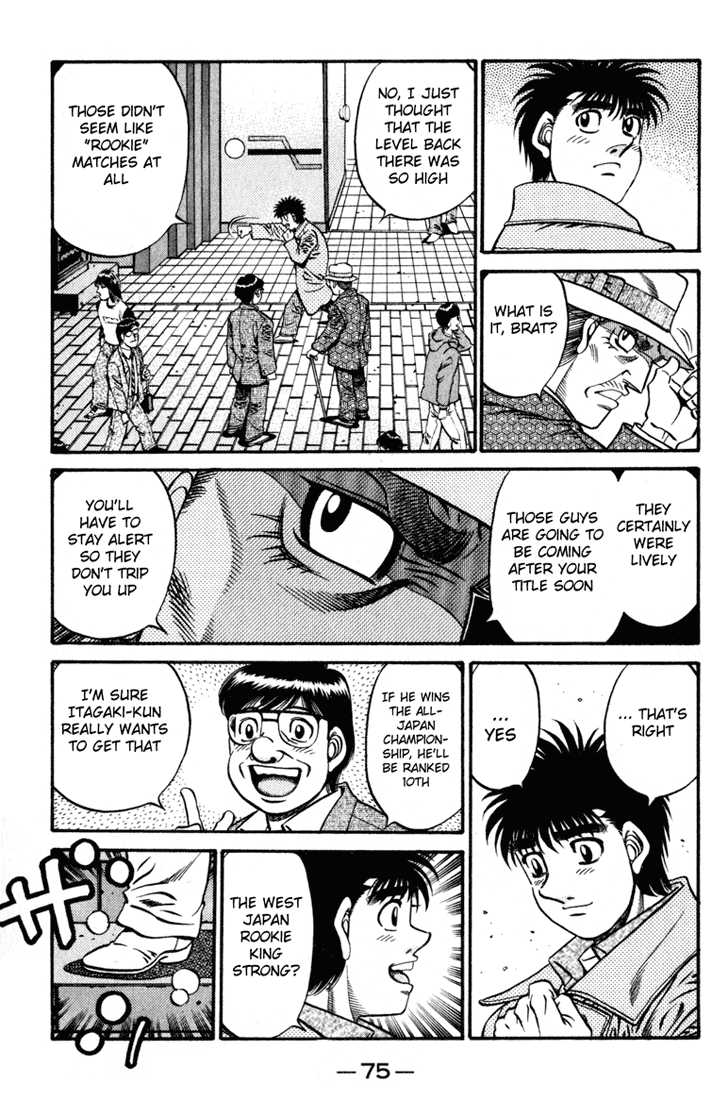 WHAT IS
IT, BRAT?
NO, I JUST
THOUGHT
THAT THE
LEVEL BACK
THERE WAS
SO HIGH
THOSE DIDN'T
SEEM LIKE
"ROOKIE"
MATCHES AT
ALL
THEY
CERTAINLY
WERE
LIVELY
THOSE GUYS
ARE GOING TO
BE COMING
AFTER YOUR
TITLE SOON
YOU'LL
HAVE TO
STAY ALERT
SO THEY
DON'T TRIP
YOU UP
... THAT'S
RIGHT
...
YES
IF HE WINS
THE ALL-
JAPAN
CHAMPION-
SHIP, HE'LL
BE RANKED
10TH
I'M SURE
ITAGAKI-KUN
REALLY WANTS
TO GET THAT
THE WEST
JAPAN
ROOKIE
KING
STRONG?
ザッ
— 75 —